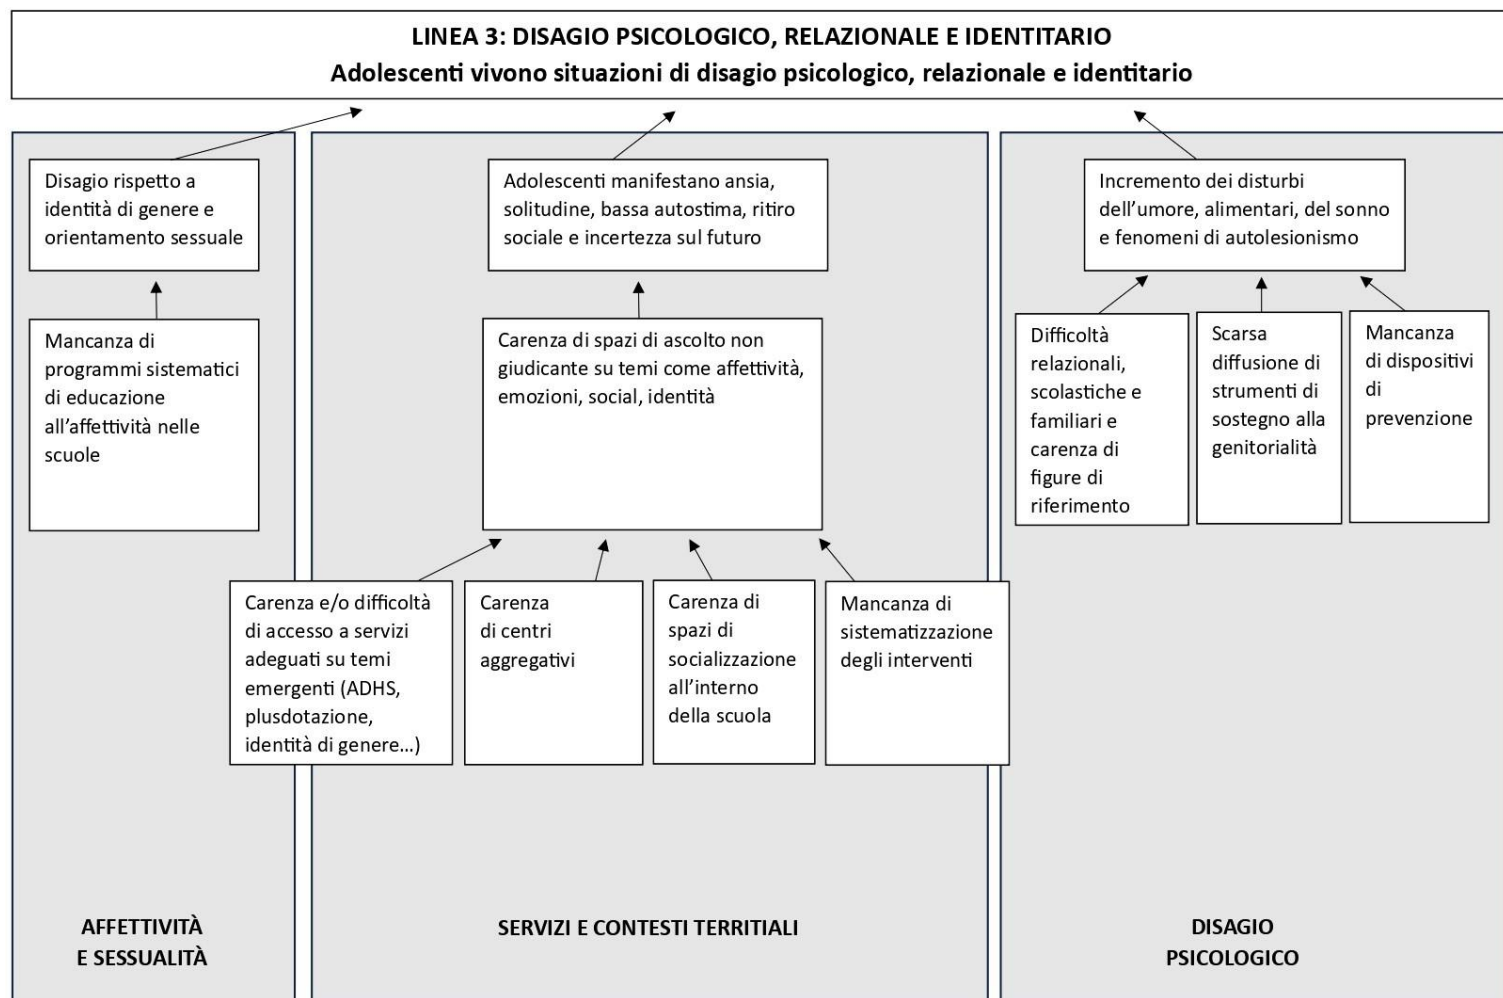 LINEA 3: DISAGIO PSICOLOGICO, RELAZIONALE E IDENTITARIO
Adolescenti vivono situazioni di disagio psicologico, relazionale e identitario
Disagio rispetto a
identità di genere e
orientamento sessuale
Mancanza di
programmi sistematici
di educazione
all’affettività nelle
scuole
Adolescenti manifestano ansia,
solitudine, bassa autostima, ritiro
sociale e incertezza sul futuro
Carenza di spazi di ascolto non
giudicante su temi come affettività,
emozioni, social, identità
Carenza e/o difficoltà
di accesso a servizi
adeguati su temi
emergenti (ADHS,
plusdotazione,
identità di genere…)
Carenza
di centri
aggregativi
Carenza di
spazi di
socializzazione
all’interno
della scuola
Mancanza di
sistematizzazione
degli interventi
Incremento dei disturbi
dell’umore, alimentari, del sonno
e fenomeni di autolesionismo
Difficoltà
relazionali,
scolastiche e
familiari e
carenza di
figure di
riferimento
Scarsa
diffusione di
strumenti di
sostegno alla
genitorialità
Mancanza
di dispositivi
di
prevenzione
AFFETTIVITÀ
E SESSUALITÀ
SERVIZI E CONTESTI TERRITIALI
DISAGIO
PSICOLOGICO